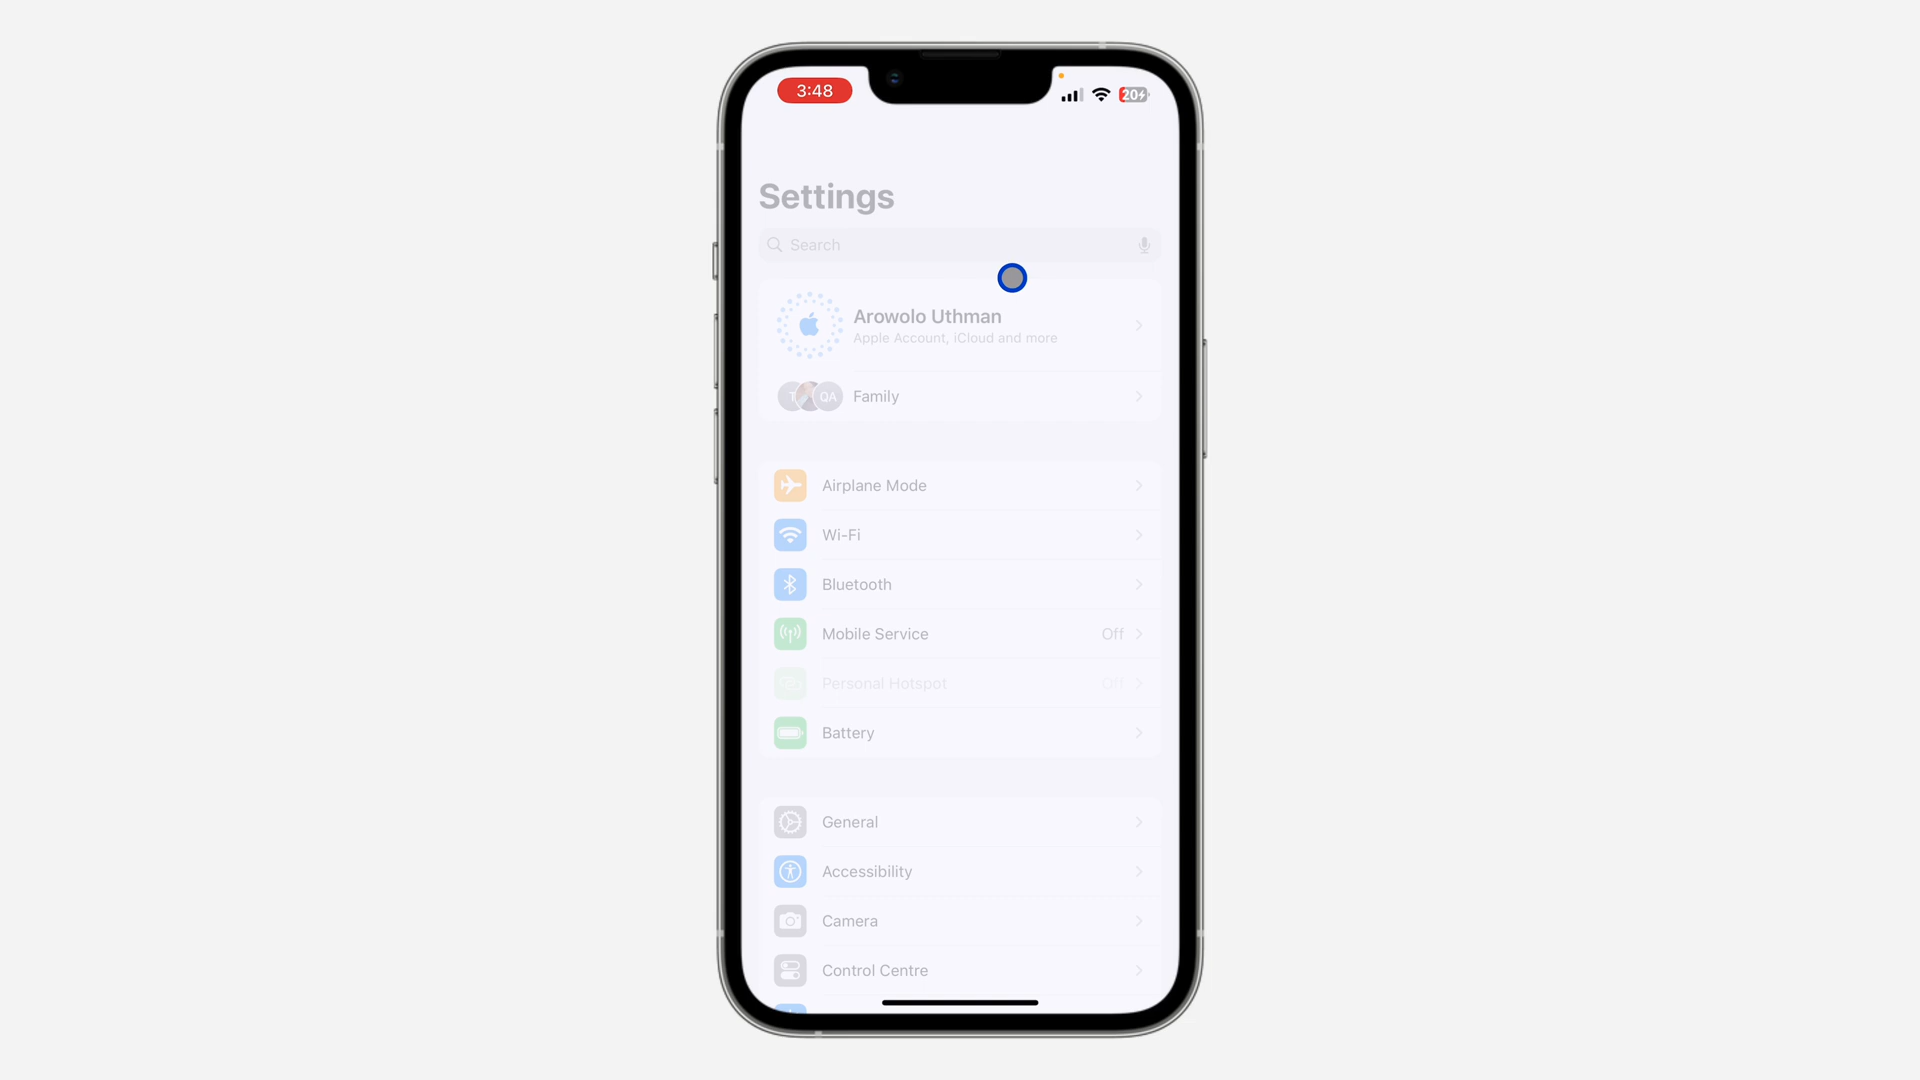 3:48
20
Settings
Search
Arowolo Uthman
Apple Account, iCloud and more
T QA
Family
Airplane Mode
Wi-Fi
Bluetooth
Mobile Service Off
Personal Hotspot Off
Battery
General
Accessibility
Camera
Control Centre